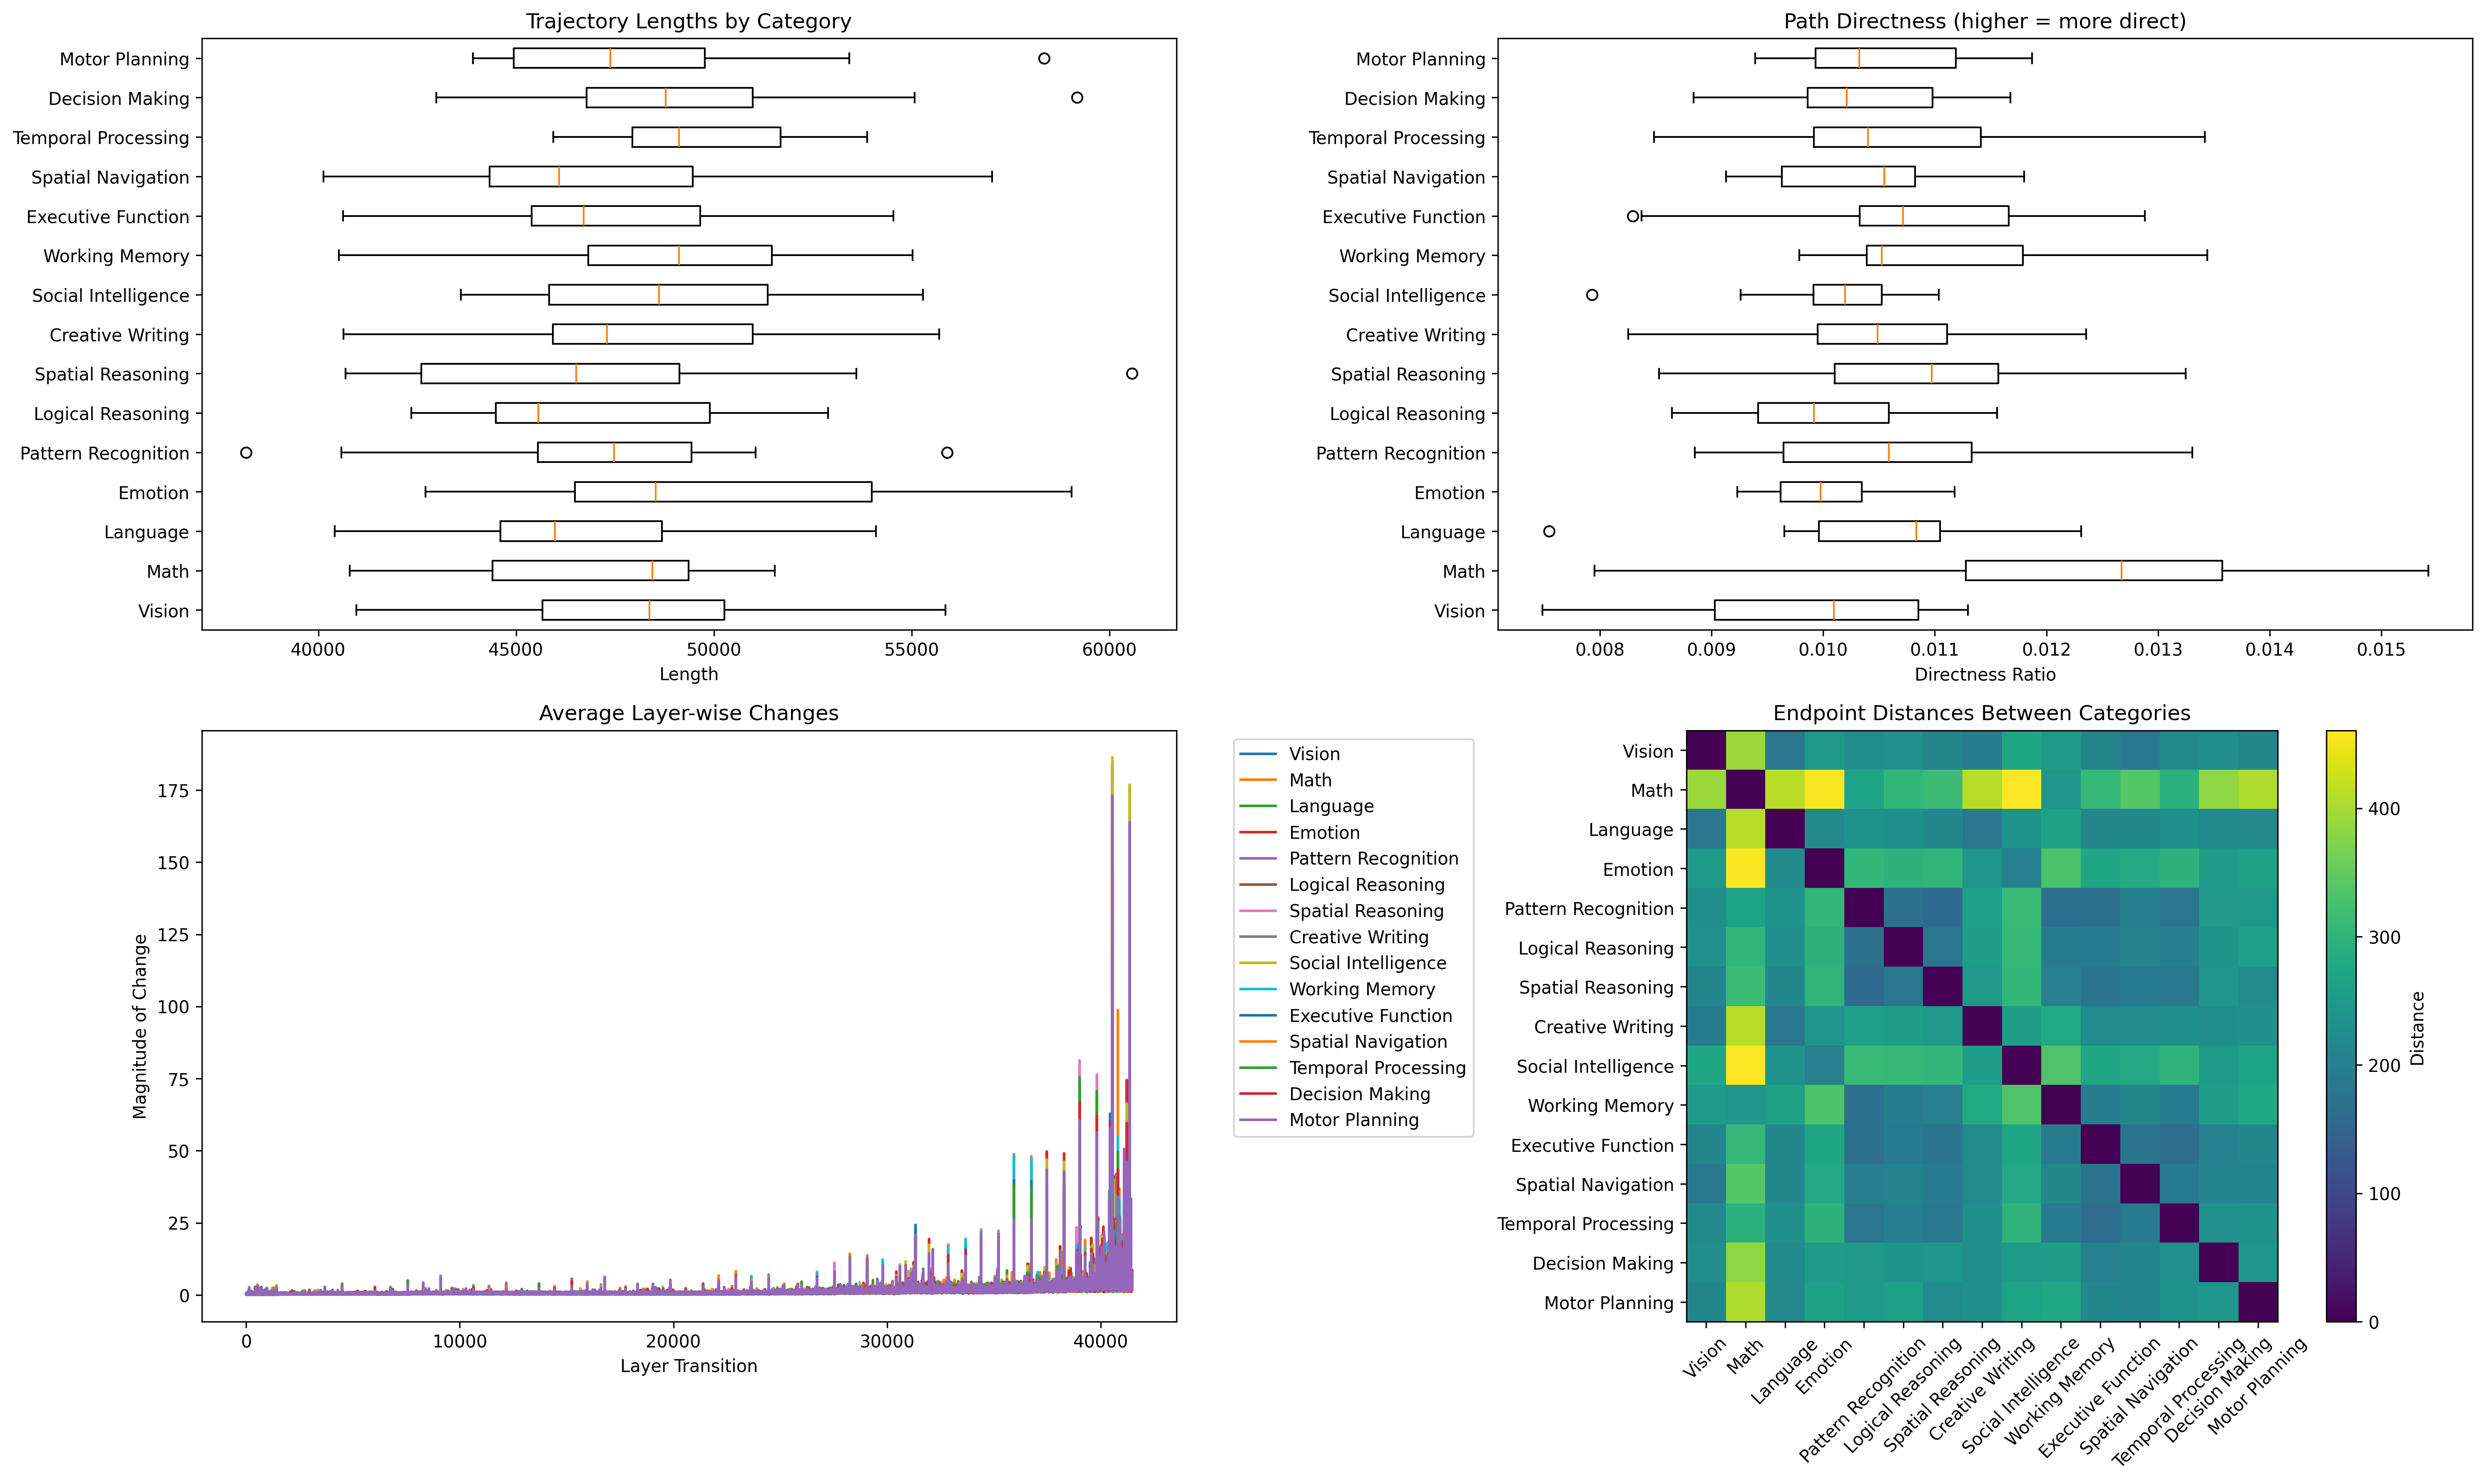 Trajectory Lengths by Category
Motor Planning
Decision Making
Temporal Processing
Spatial Navigation
Executive Function
Working Memory
Social Intelligence
Creative Writing
Spatial Reasoning
Logical Reasoning
Pattern Recognition
Emotion
Language
Math
Vision
40000 45000 50000 55000 60000
Length
Path Directness (higher = more direct)
Motor Planning
Decision Making
Temporal Processing
Spatial Navigation
Executive Function
Working Memory
Social Intelligence
Creative Writing
Spatial Reasoning
Logical Reasoning
Pattern Recognition
Emotion
Language
Math
Vision
0.008 0.009 0.010 0.011 0.012 0.013 0.014 0.015
Directness Ratio
Average Layer-wise Changes
Magnitude of Change
175
150
125
100
75
50
25
0
0 10000 20000 30000 40000
Layer Transition
Vision
Math
Language
Emotion
Pattern Recognition
Logical Reasoning
Spatial Reasoning
Creative Writing
Social Intelligence
Working Memory
Executive Function
Spatial Navigation
Temporal Processing
Decision Making
Motor Planning
Endpoint Distances Between Categories
Vision
Math
Language
Emotion
Pattern Recognition
Logical Reasoning
Spatial Reasoning
Creative Writing
Social Intelligence
Working Memory
Executive Function
Spatial Navigation
Temporal Processing
Decision Making
Motor Planning
Vision
Math
Language
Emotion
Pattern Recognition
Logical Reasoning
Spatial Reasoning
Creative Writing
Social Intelligence
Working Memory
Executive Function
Spatial Navigation
Temporal Processing
Decision Making
Motor Planning
400
300
200
100
0
Distance